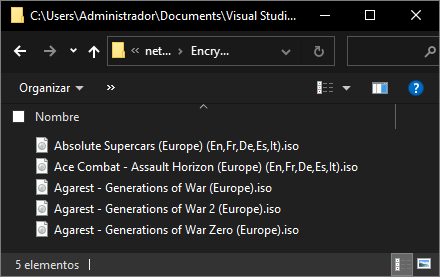 C:\Users\Administrador\Documents\Visual Studi...
« net... > Encry... >
Organizar
»
Nombre
Absolute Supercars (Europe) (En,Fr,De,Es,It).iso
Ace Combat - Assault Horizon (Europe) (En,Fr,De,Es,It).iso
Agarest - Generations of War (Europe).iso
Agarest - Generations of War 2 (Europe).iso
Agarest - Generations of War Zero (Europe).iso
5 elementos